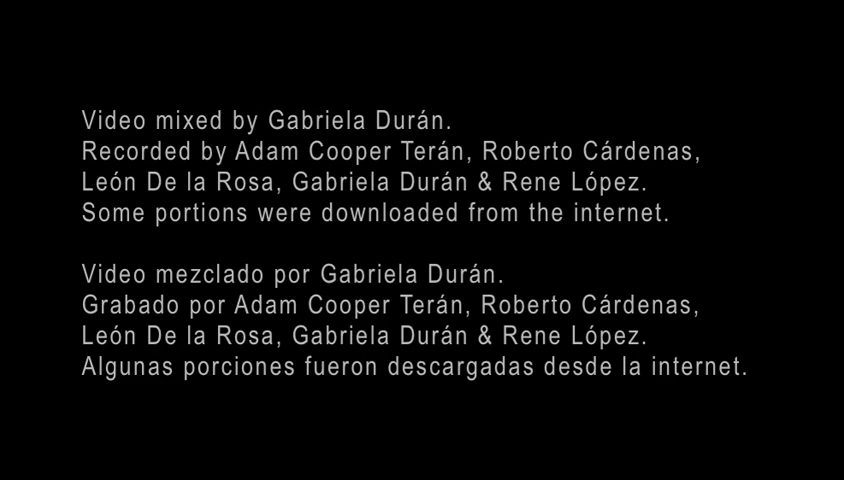 Video mixed by Gabriela Durán.
Recorded by Adam Cooper Terán, Roberto Cárdenas,
León De la Rosa, Gabriela Durán & Rene López.
Some portions were downloaded from the internet.
Video mezclado por Gabriela Durán.
Grabado por Adam Cooper Terán, Roberto Cárdenas,
León De la Rosa, Gabriela Durán & Rene López.
Algunas porciones fueron descargadas desde la internet.